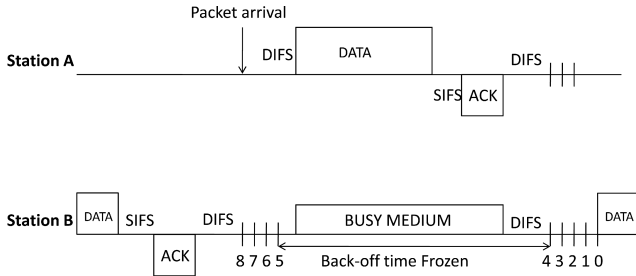 Packet arrival
Station A
DIFS
DATA
SIFS
ACK
DIFS
Station B
DATA
SIFS
ACK
DIFS
8 7 6 5
BUSY MEDIUM
Back-off time Frozen
DIFS
4 3 2 1 0
DATA